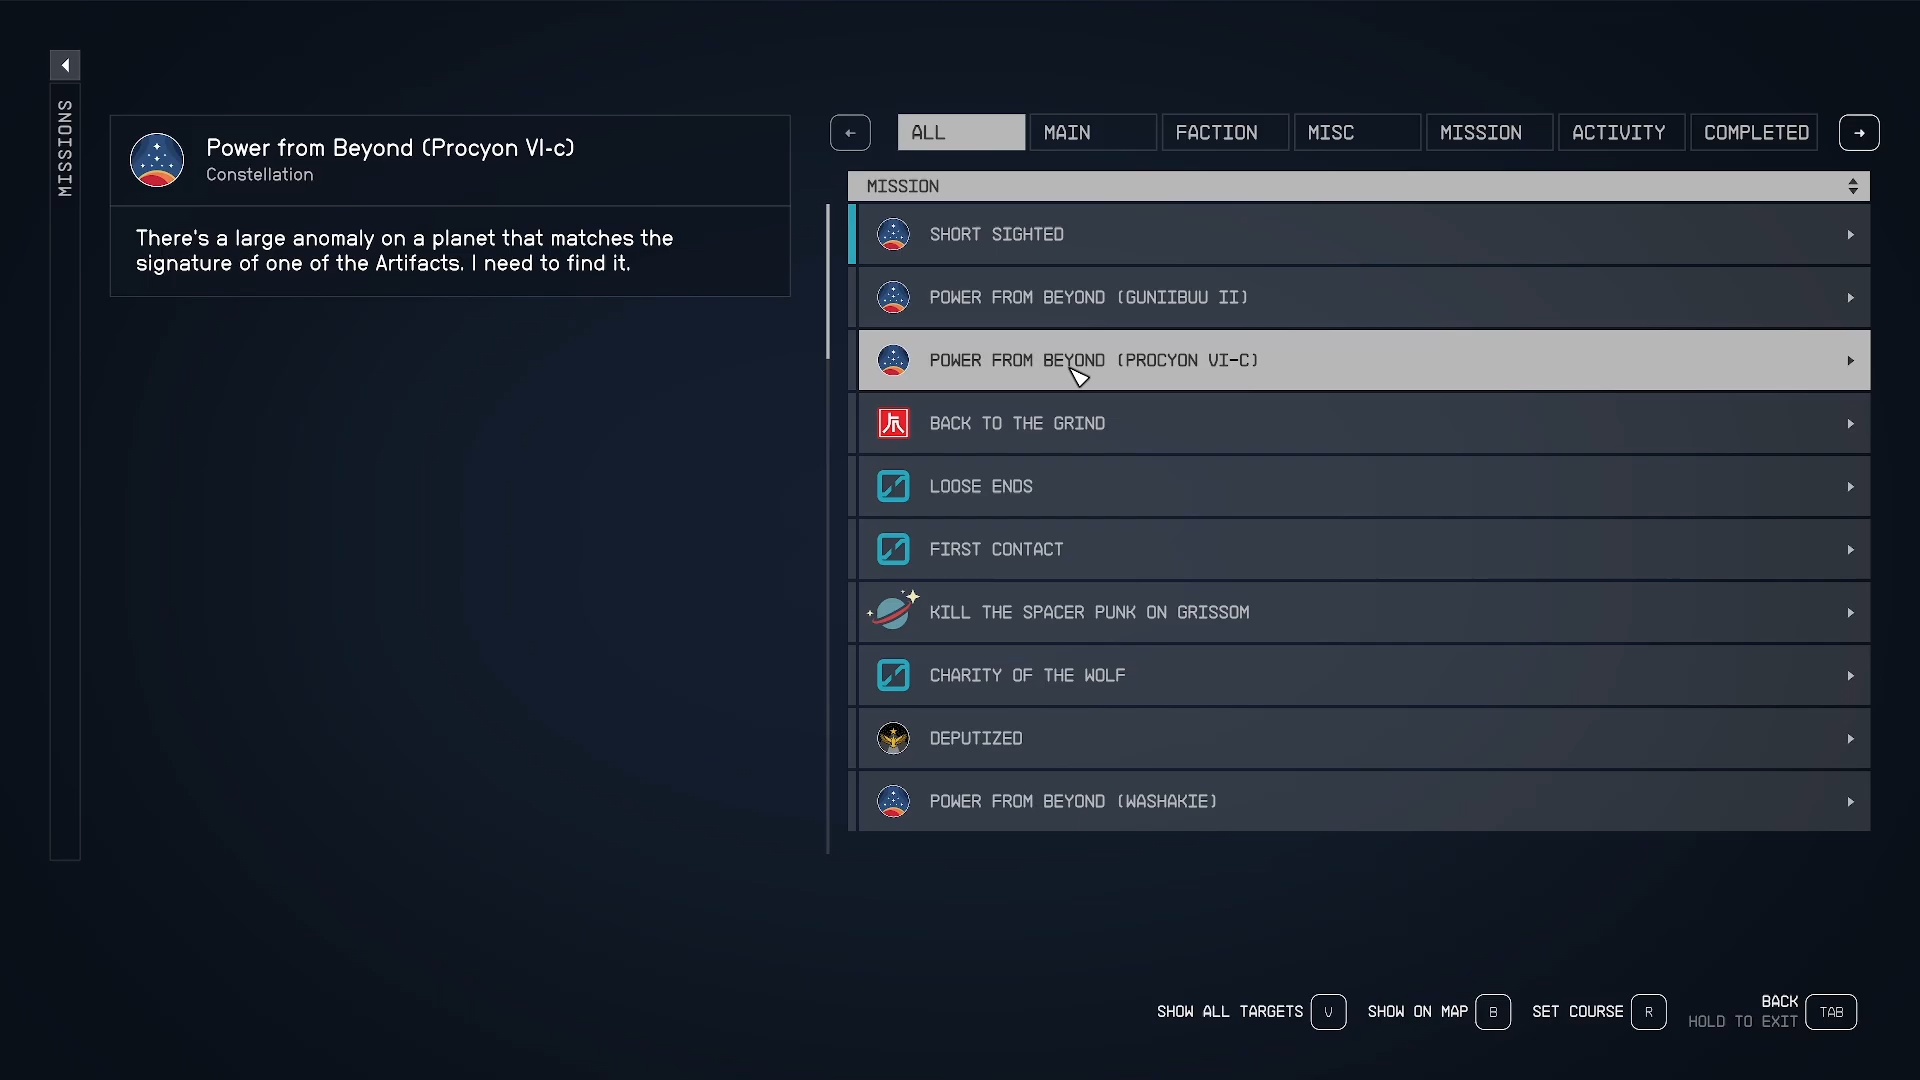 MISSIONS
Power from Beyond (Procyon VI-c)
Constellation
There's a large anomaly on a planet that matches the
signature of one of the Artifacts. I need to find it.
ALL
MAIN
FACTION
MISC
MISSION
ACTIVITY
COMPLETED
MISSION
SHORT SIGHTED
POWER FROM BEYOND (GUNIIBUU II)
POWER FROM BEYOND (PROCYON VI-C)
BACK TO THE GRIND
LOOSE ENDS
FIRST CONTACT
KILL THE SPACER PUNK ON GRISSOM
CHARITY OF THE WOLF
DEPUTIZED
POWER FROM BEYOND (WASHAKIE)
SHOW ALL TARGETS V
SHOW ON MAP B
SET COURSE R
BACK
HOLD TO EXIT
TAB